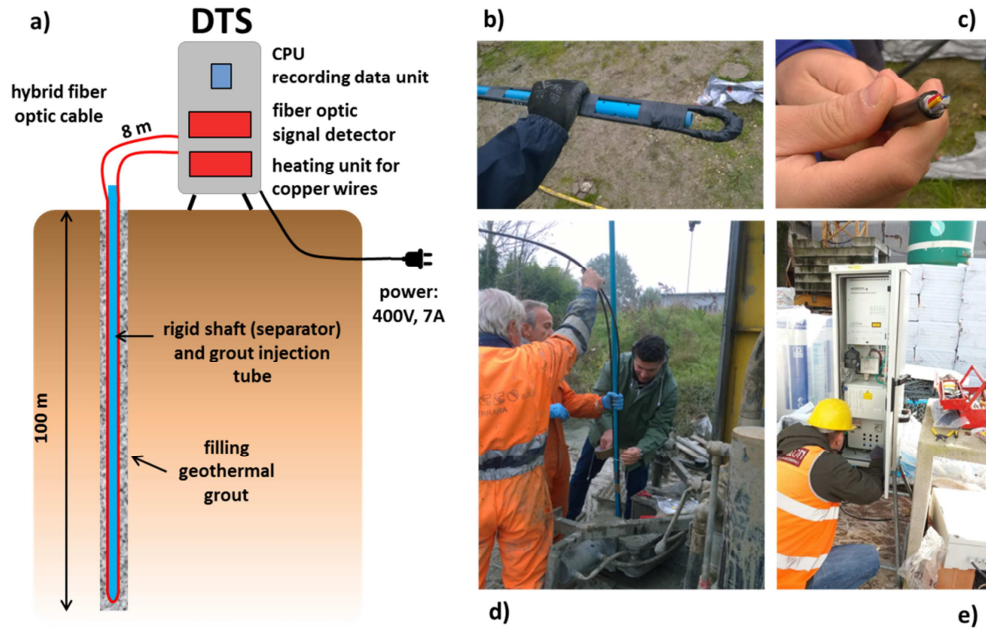 a)
DTS
CPU
recording data unit
hybrid fiber
optic cable
8 m
fiber optic
signal detector
heating unit for
copper wires
power:
400V, 7A
100 m
rigid shaft (separator)
and grout injection
tube
filling
geothermal
grout
b)
c)
d)
e)